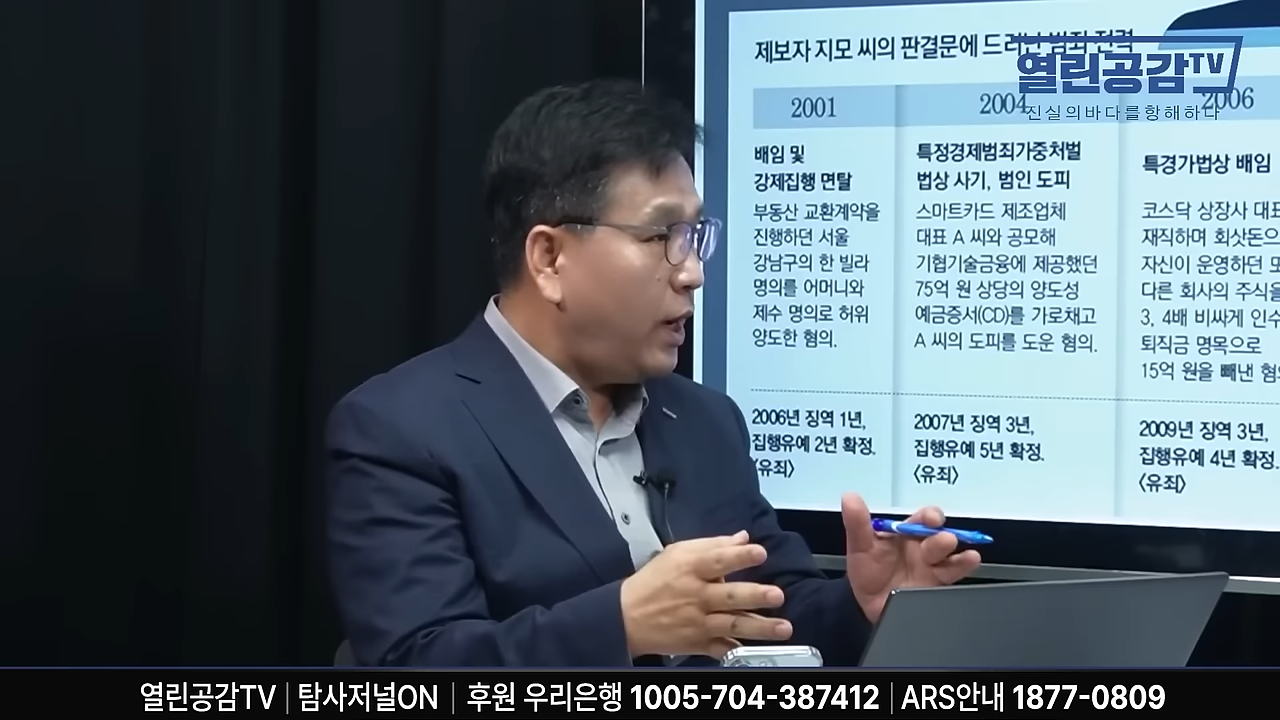 제보자 지모 씨의 판결문에 드러난 범죄 전력
열린공감TV
진실의바다를항해하다
2001
배임 및
강제집행 면탈
부동산 교환계약을
진행하던 서울
강남구의 한 빌라
명의를 어머니와
제수 명의로 허위
양도한 혐의.
2006년 징역 1년,
집행유예 2년 확정.
〈유죄〉
2004
특정경제범죄가중처벌
법상 사기, 범인 도피
스마트카드 제조업체
대표 A 씨와 공모해
기협기술금융에 제공했던
75억 원 상당의 양도성
예금증서(CD)를 가로채고
A 씨의 도피를 도운 혐의.
2007년 징역 3년,
집행유예 5년 확정.
〈유죄〉
2006
특경가법상 배임
코스닥 상장사 대표
재직하며 회삿돈으
자신이 운영하던 또
다른 회사의 주식을
3, 4배 비싸게 인수
퇴직금 명목으로
15억 원을 빼낸 혐
2009년 징역 3년,
집행유예 4년 확정.
〈유죄〉
열린공감TV | 탐사저널ON | 후원 우리은행 1005-704-387412 | ARS안내 1877-0809